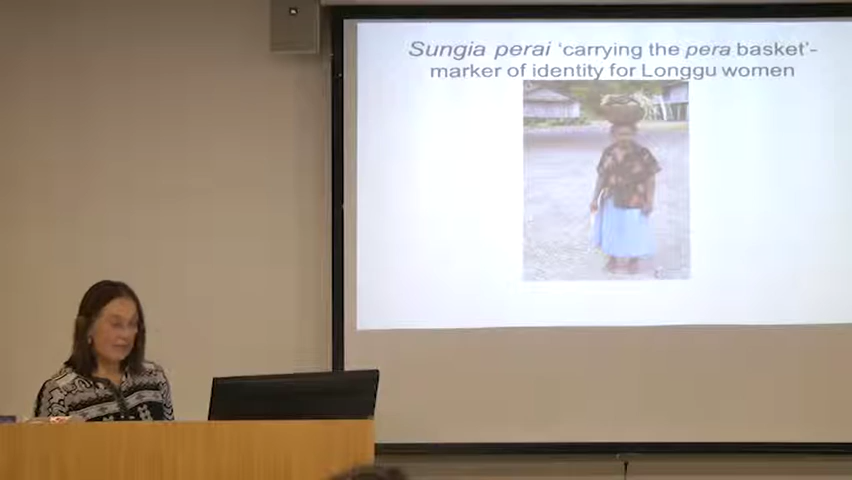 Sungia perai ‘carrying the pera basket’-
marker of identity for Longgu women